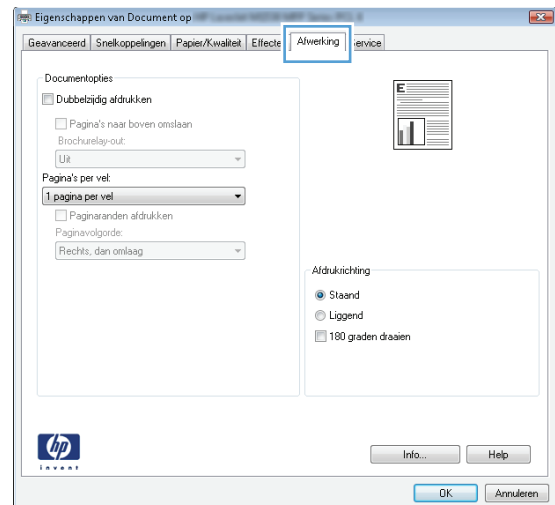 Eigenschappen van Document op
Geavanceerd Snelkoppelingen Papier/Kwaliteit Effecte Afwerking ervice
Documentopties
Dubbelzijdig afdrukken
Pagina's naar boven omslaan
Brochurelay-out:
Uit
Pagina's per vel:
1 pagina per vel
Paginaranden afdrukken
Paginavolgorde:
Rechts, dan omlaag
E
Afdrukrichting
Staand
Liggend
180 graden draaien
hp
invent
Info... Help
OK Annuleren